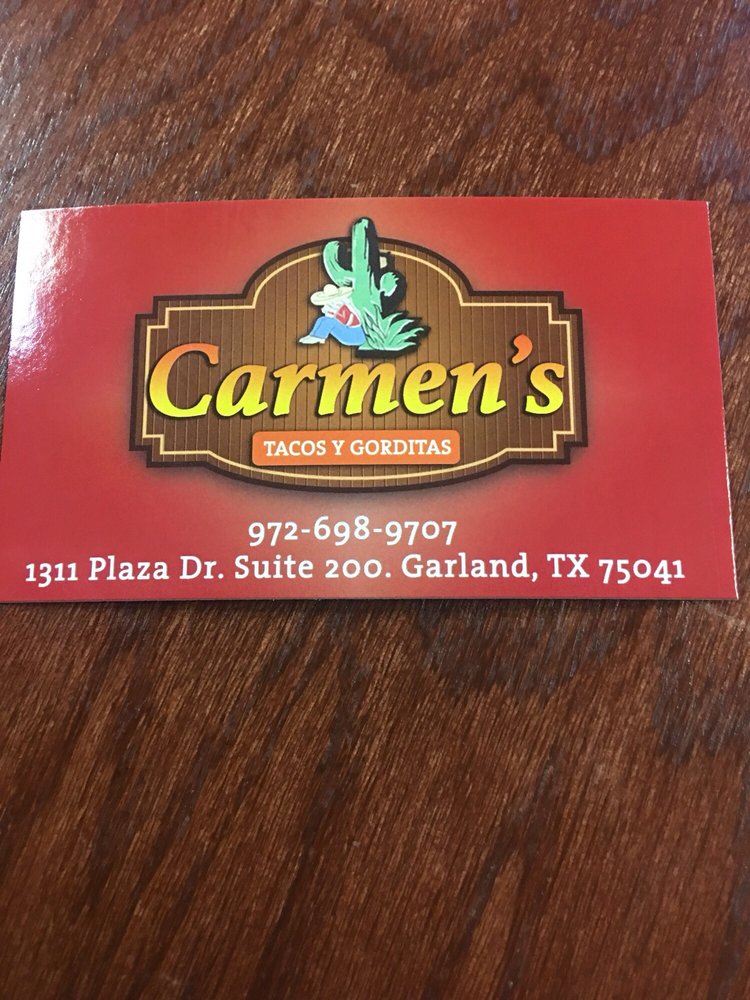 Carmen's
TACOS Y GORDITAS
972-698-9707
1311 Plaza Dr. Suite 200. Garland, TX 75041